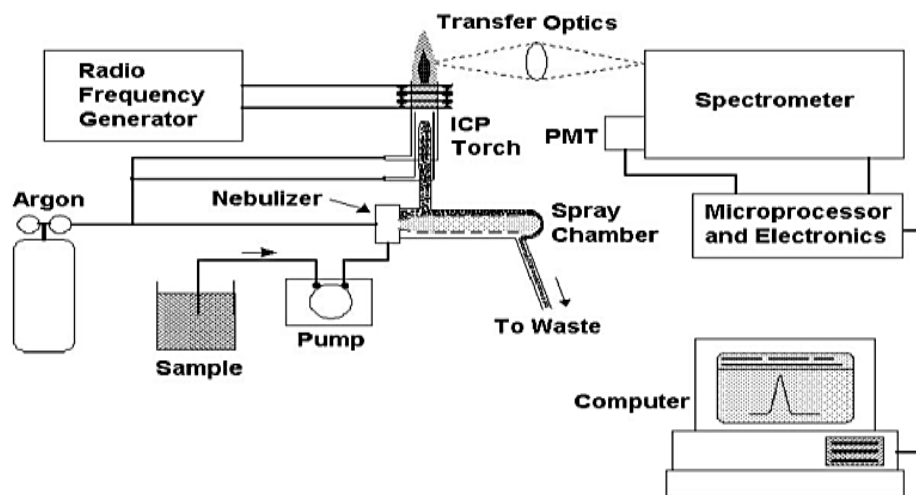 Transfer Optics
Radio
Frequency
Generator
Spectrometer
ICP
Torch
PMT
Argon
Nebulizer
Spray
Chamber
Microprocessor
and Electronics
Pump
To Waste
Sample
Computer